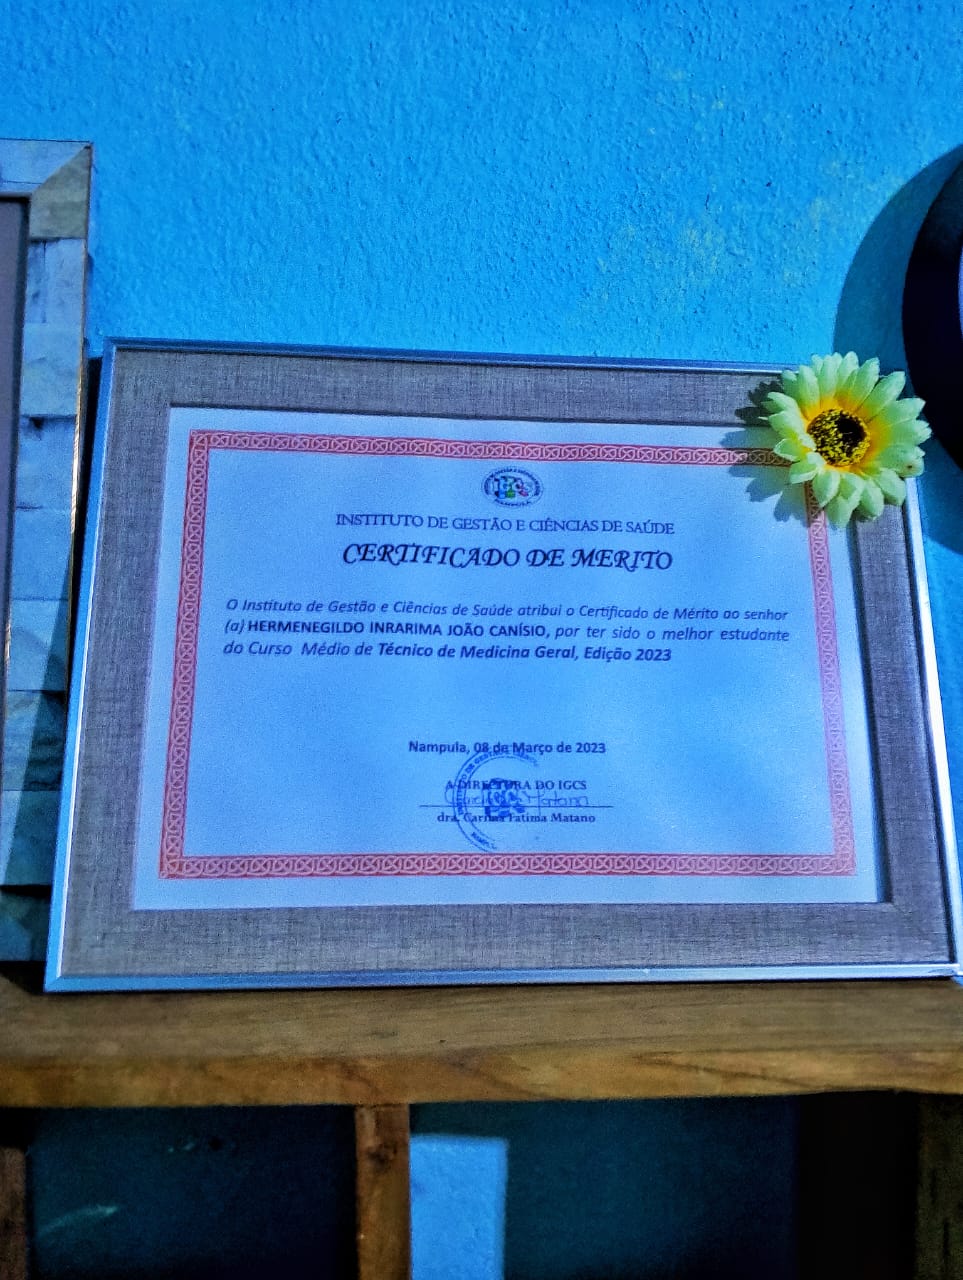 IGCS
INSTITUTO DE GESTÃO E CIÊNCIAS DE SAÚDE
CERTIFICADO DE MERITO
O Instituto de Gestão e Ciências de Saúde atribui o Certificado de Mérito ao senhor
(a) HERMENEGILDO INRARIMA JOÃO CANÍSIO, por ter sido o melhor estudante
do Curso Médio de Técnico de Medicina Geral, Edição 2023
Nampula, 08 de Março de 2023
A DIRECTORA DO IGCS
dra. Carima Fatima Matano